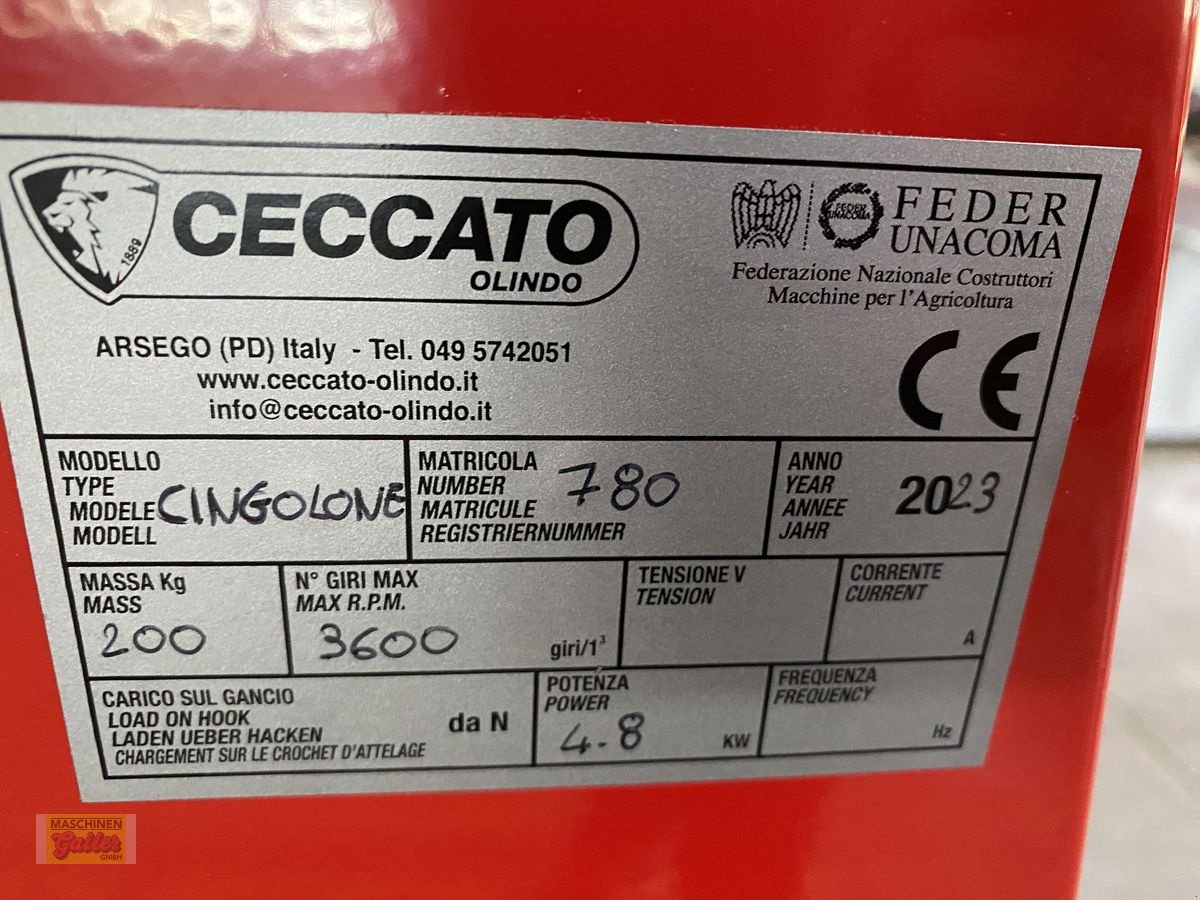 1889
CECCATO
OLINDO
FEDER
UNACOMA
FEDER
UNACOMA
Federazione Nazionale Costruttori
Macchine per l'Agricoltura
ARSEGO (PD) Italy - Tel. 049 5742051
www.ceccato-olindo.it
info@ceccato-olindo.it
CE
MODELLO
TYPE
MODELE
MODELL
CINGOLONE
MATRICOLA
NUMBER
MATRICULE
REGISTRIERNUMMER
780
ANNO
YEAR
ANNEE
JAHR
2023
MASSA Kg
MASS
200
N° GIRI MAX
MAX R.P.M.
3600
giri/1³
TENSIONE V
TENSION
CORRENTE
CURRENT
A
CARICO SUL GANCIO
LOAD ON HOOK
LADEN UEBER HACKEN
CHARGEMENT SUR LE CROCHET D'ATTELAGE
da N
POTENZA
POWER
4.8
KW
FREQUENZA
FREQUENCY
Hz
MASCHINEN
Gailer
GMBH